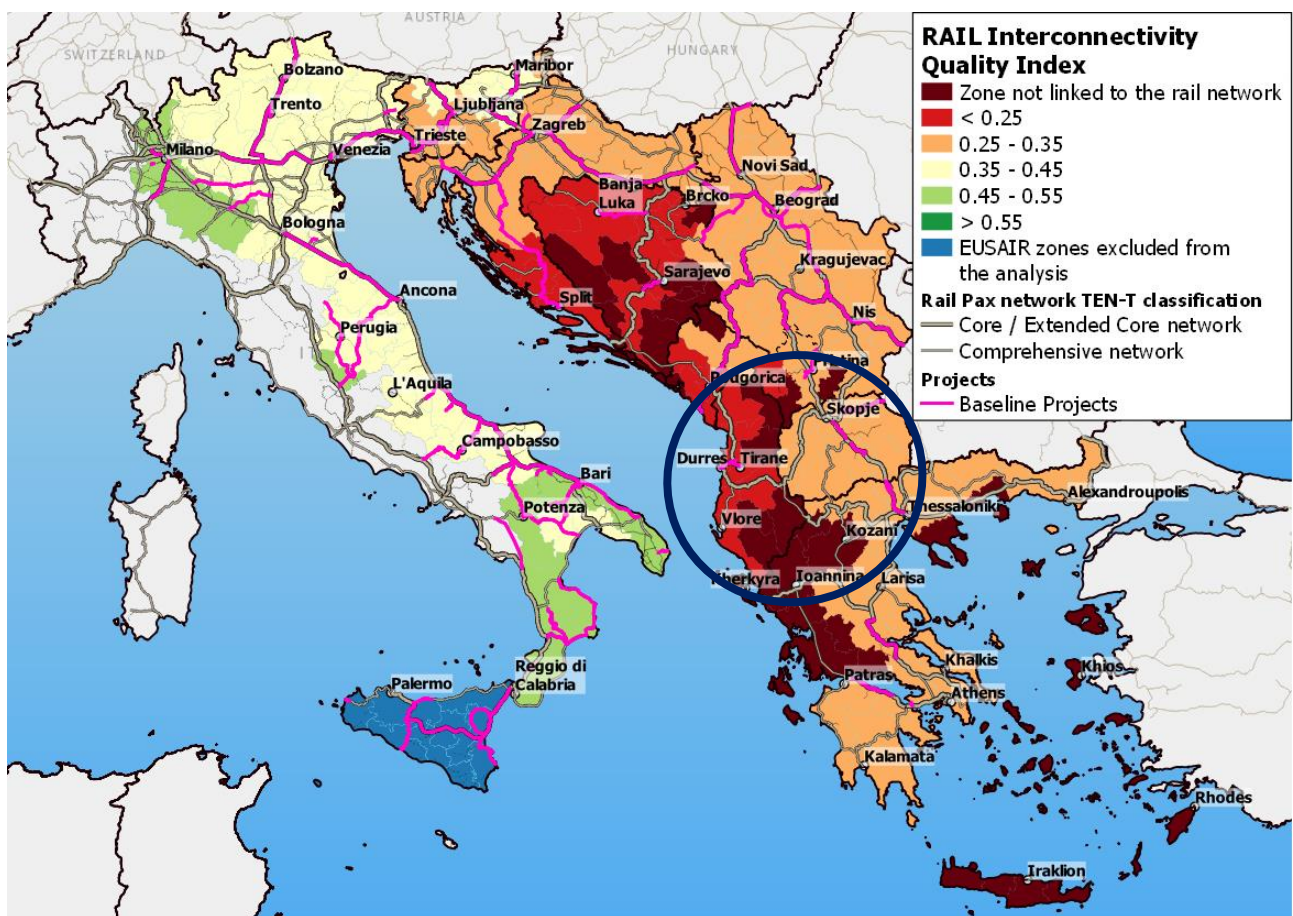 AUSTRIA
SWITZERLAND
HUNGARY
RAIL Interconnectivity
Quality Index
Zone not linked to the rail network
< 0.25
0.25 - 0.35
0.35 - 0.45
0.45 - 0.55
> 0.55
EUSAIR zones excluded from
the analysis
Rail Pax network TEN-T classification
Core / Extended Core network
Comprehensive network
Projects
Baseline Projects
Bolzano
Maribor
Trento
Ljubljana
Zagreb
Trieste
Milano
Venezia
Novi Sad
Banja
Luka
Brcko
Beograd
Bologna
Kragujevac
Sarajevo
Ancona
Split
Nis
Perugia
Podgorica
L'Aquila
Skopje
Campobasso
Durres
Tirane
Bari
Alexandroupolis
Potenza
Vlore
Thessaloniki
Kozani
Ioannina
Larisa
Reggio di
Calabria
Palermo
Patras
Khalkis
Khios
Athens
Kalamata
Rhodes
Iraklion